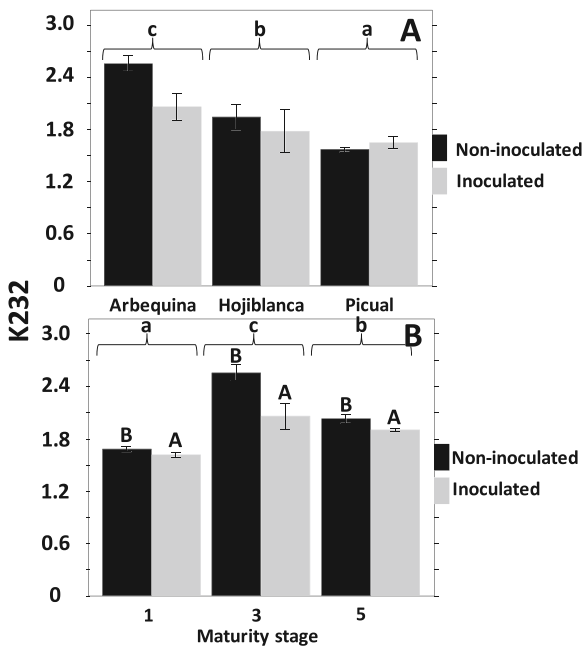 3.0
c
b
a
A
2.4
1.8
Non-inoculated
1.2
Inoculated
0.6
0
Arbequina
Hojiblanca
Picual
K232
3.0
a
c
b
B
B
A
2.4
B
A
B
A
1.8
Non-inoculated
1.2
Inoculated
0.6
0
1
3
5
Maturity stage